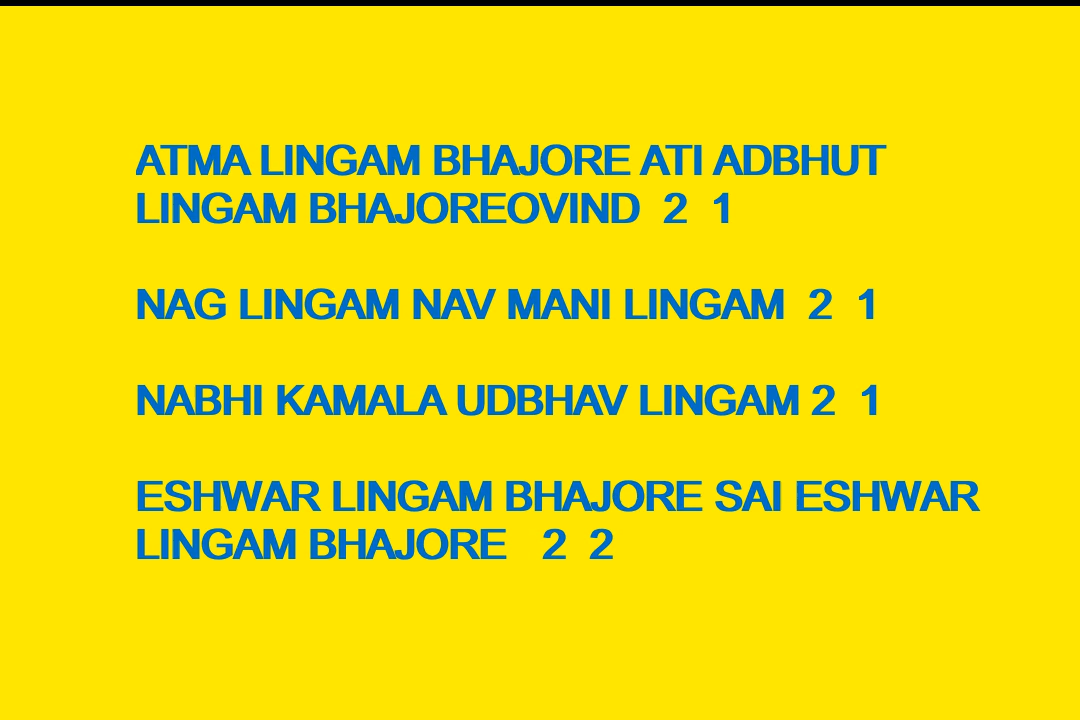 ATMA LINGAM BHAJORE ATI ADBHUT
LINGAM BHAJOREOVIND 2 1
NAG LINGAM NAV MANI LINGAM 2 1
NABHI KAMALA UDBHAV LINGAM 2 1
ESHWAR LINGAM BHAJORE SAI ESHWAR
LINGAM BHAJORE 2 2